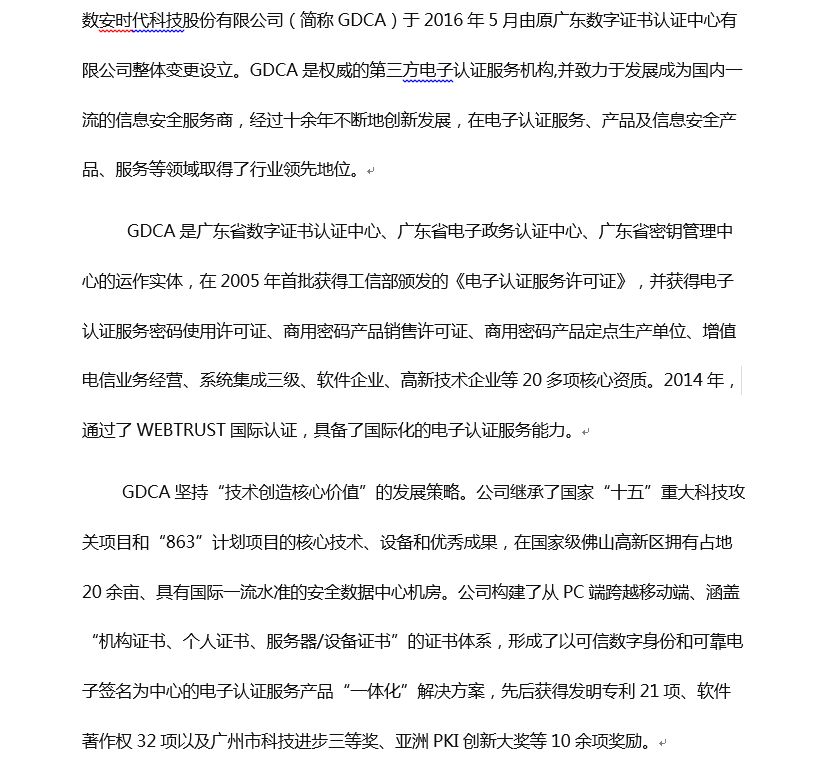 数安时代科技股份有限公司（简称 GDCA）于 2016 年 5 月由原广东数字证书认证中心有
限公司整体变更设立。GDCA 是权威的第三方电子认证服务机构,并致力于发展成为国内一
流的信息安全服务商，经过十余年不断地创新发展，在电子认证服务、产品及信息安全产
品、服务等领域取得了行业领先地位。
GDCA 是广东省数字证书认证中心、广东省电子政务认证中心、广东省密钥管理中
心的运作实体，在 2005 年首批获得工信部颁发的《电子认证服务许可证》，并获得电子
认证服务密码使用许可证、商用密码产品销售许可证、商用密码产品定点生产单位、增值
电信业务经营、系统集成三级、软件企业、高新技术企业等 20 多项核心资质。2014 年，
通过了 WEBTRUST 国际认证，具备了国际化的电子认证服务能力。
GDCA 坚持“技术创造核心价值”的发展策略。公司继承了国家“十五”重大科技攻
关项目和“863”计划项目的核心技术、设备和优秀成果，在国家级佛山高新区拥有占地
20 余亩、具有国际一流水准的安全数据中心机房。公司构建了从 PC 端跨越移动端、涵盖
“机构证书、个人证书、服务器/设备证书”的证书体系，形成了以可信数字身份和可靠电
子签名为中心的电子认证服务产品“一体化”解决方案，先后获得发明专利 21 项、软件
著作权 32 项以及广州市科技进步三等奖、亚洲 PKI 创新大奖等 10 余项奖励。